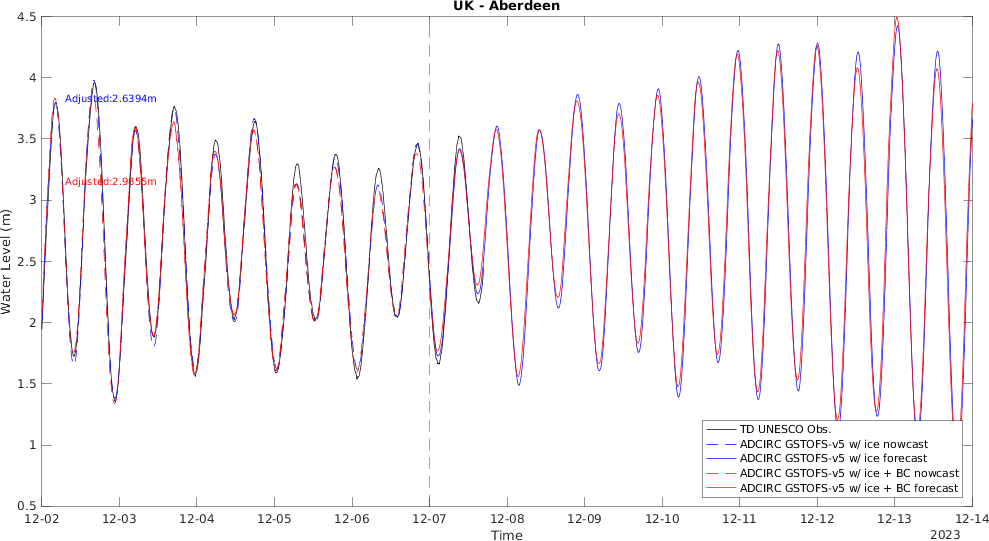 UK - Aberdeen
4.5
4
3.5
3
2.5
2
1.5
1
0.5
Water Level (m)
Adjusted:2.6394m
Adjusted:2.9855m
TD UNESCO Obs.
ADCIRC GSTOFS-v5 w/ ice nowcast
ADCIRC GSTOFS-v5 w/ ice forecast
ADCIRC GSTOFS-v5 w/ ice + BC nowcast
ADCIRC GSTOFS-v5 w/ ice + BC forecast
12-02 12-03 12-04 12-05 12-06 12-07 12-08 12-09 12-10 12-11 12-12 12-13 12-14
Time
2023